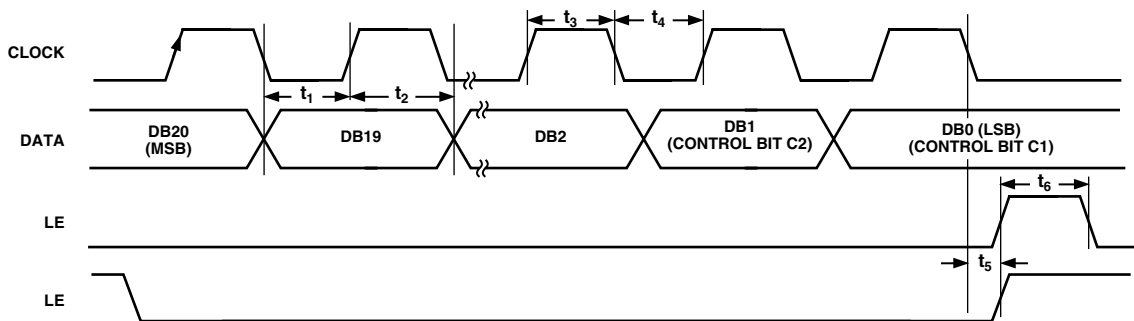 CLOCK
t3
t4
t1
t2
DATA
DB20
(MSB)
DB19
DB2
DB1
(CONTROL BIT C2)
DB0 (LSB)
(CONTROL BIT C1)
t6
LE
t5
LE